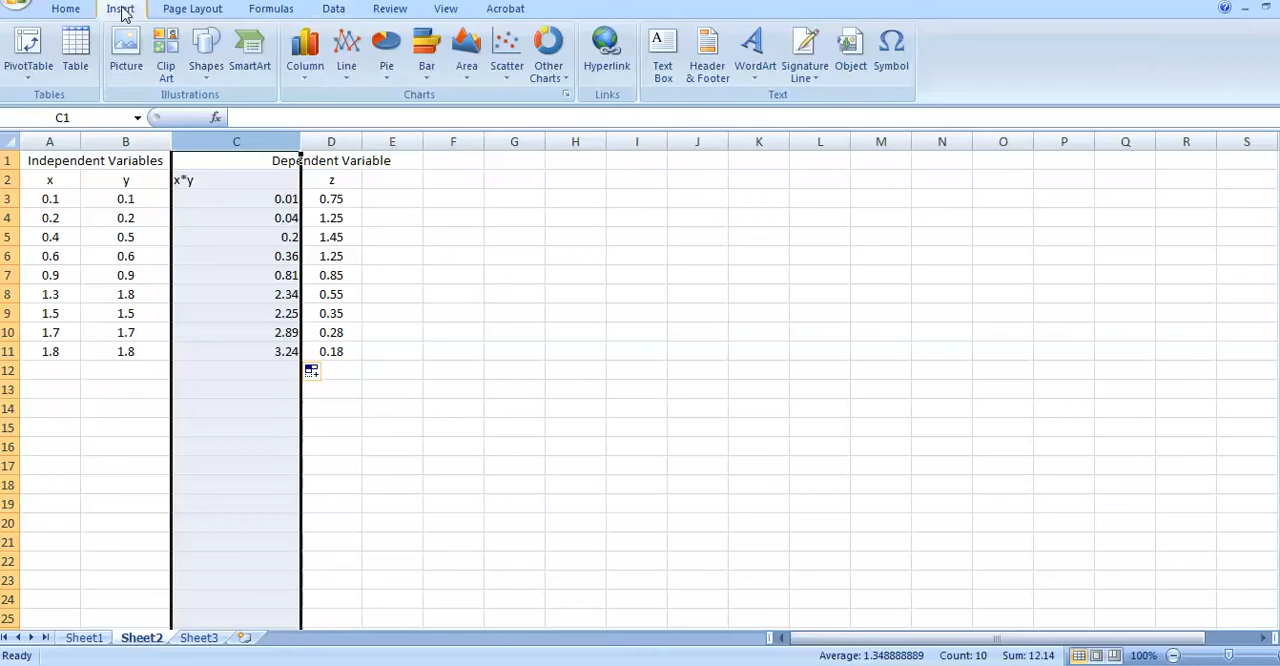 Home Insert Page Layout Formulas Data Review View Acrobat
PivotTable Table Picture Clip Art Shapes SmartArt Column Line Pie Bar Area Scatter Other Charts Hyperlink Text Box Header & Footer WordArt Signature Line Object Symbol
Tables Illustrations Charts Links Text
C1 fx
A B C D E F G H I J K L M N O P Q R S
1 Independent Variables Dependent Variable
2 x y x*y z
3 0.1 0.1 0.01 0.75
4 0.2 0.2 0.04 1.25
5 0.4 0.5 0.2 1.45
6 0.6 0.6 0.36 1.25
7 0.9 0.9 0.81 0.85
8 1.3 1.8 2.34 0.55
9 1.5 1.5 2.25 0.35
10 1.7 1.7 2.89 0.28
11 1.8 1.8 3.24 0.18
12
13
14
15
16
17
18
19
20
21
22
23
24
25
Sheet1 Sheet2 Sheet3
Ready Average: 1.348888889 Count: 10 Sum: 12.14 100%